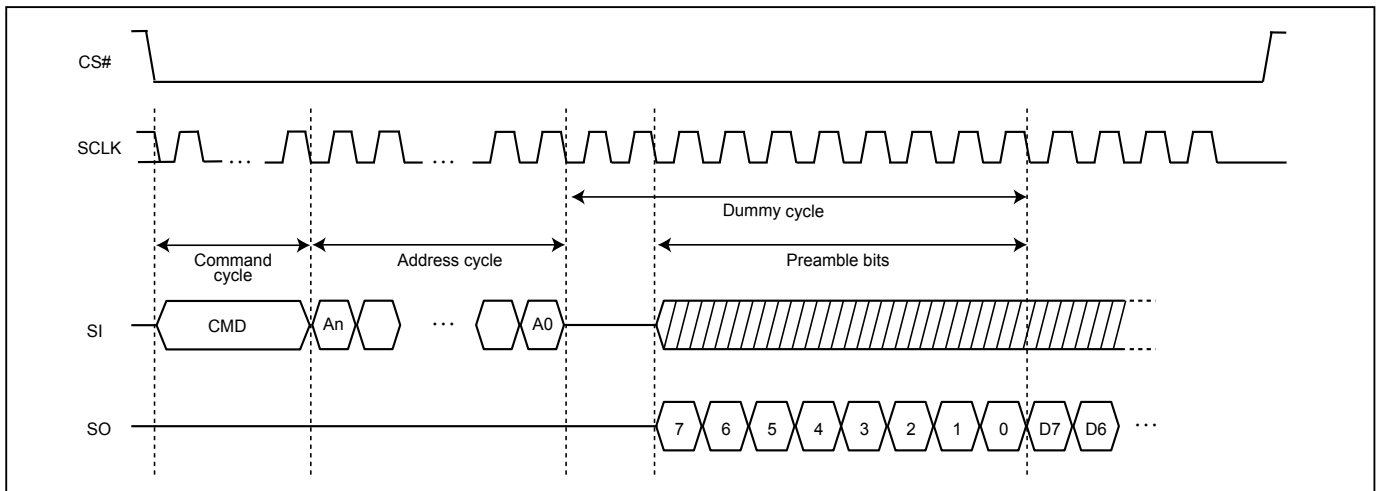 CS#
SCLK ... ...
Dummy cycle
Command cycle
Address cycle
Preamble bits
SI CMD An ... A0
SO 7 6 5 4 3 2 1 0 D7 D6 ...